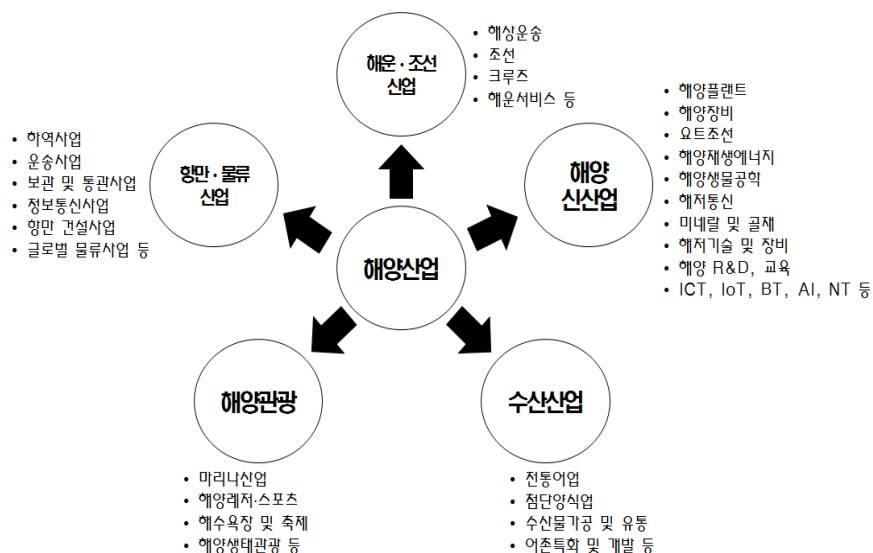 해운·조선
산업
• 해상운송
• 조선
• 크루즈
• 해운서비스 등
해양
신산업
• 해양플랜트
• 해양장비
• 요트조선
• 해양재생에너지
• 해양생물공학
• 해저통신
• 미네랄 및 골재
• 해저기술 및 장비
• 해양 R&D, 교육
• ICT, IoT, BT, AI, NT 등
• 하역사업
• 운송사업
• 보관 및 통관사업
• 정보통신사업
• 항만 건설사업
• 글로벌 물류사업 등
항만·물류
산업
해양산업
해양관광
• 마리나산업
• 해양레저·스포츠
• 해수욕장 및 축제
• 해양생태관광 등
수산산업
• 전통어업
• 첨단양식업
• 수산물가공 및 유통
• 어촌특화 및 개발 등